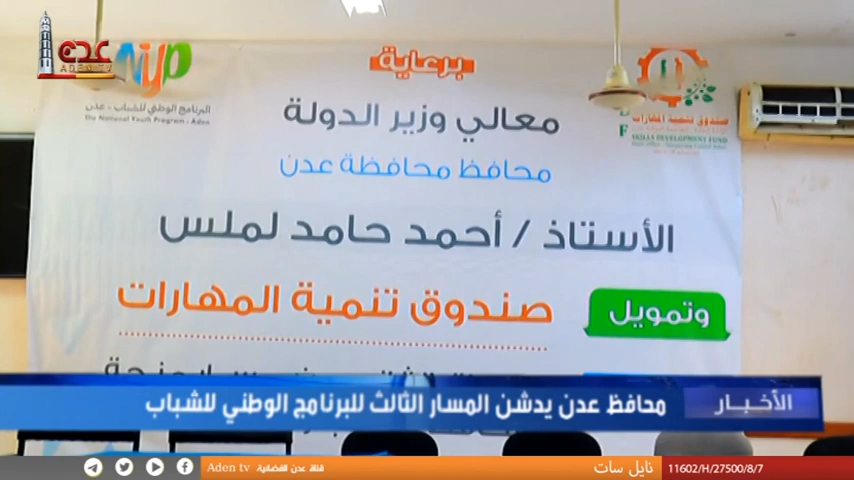 عدن
ADEN TV
NYP
البرنامج الوطني للشباب - عدن
The National Youth Program - Aden
برعاية
صندوق تنمية المهارات
SKILLS DEVELOPMENT FUND
معالي وزير الدولة
محافظ محافظة عدن
الأستاذ / أحمد حامد لملس
وتمويل
صندوق تنمية المهارات
الأخبار
محافظ عدن يدشن المسار الثالث للبرنامج الوطني للشباب
Aden tv قناة عدن الفضائية
نايل سات
11602/H/27500/8/7